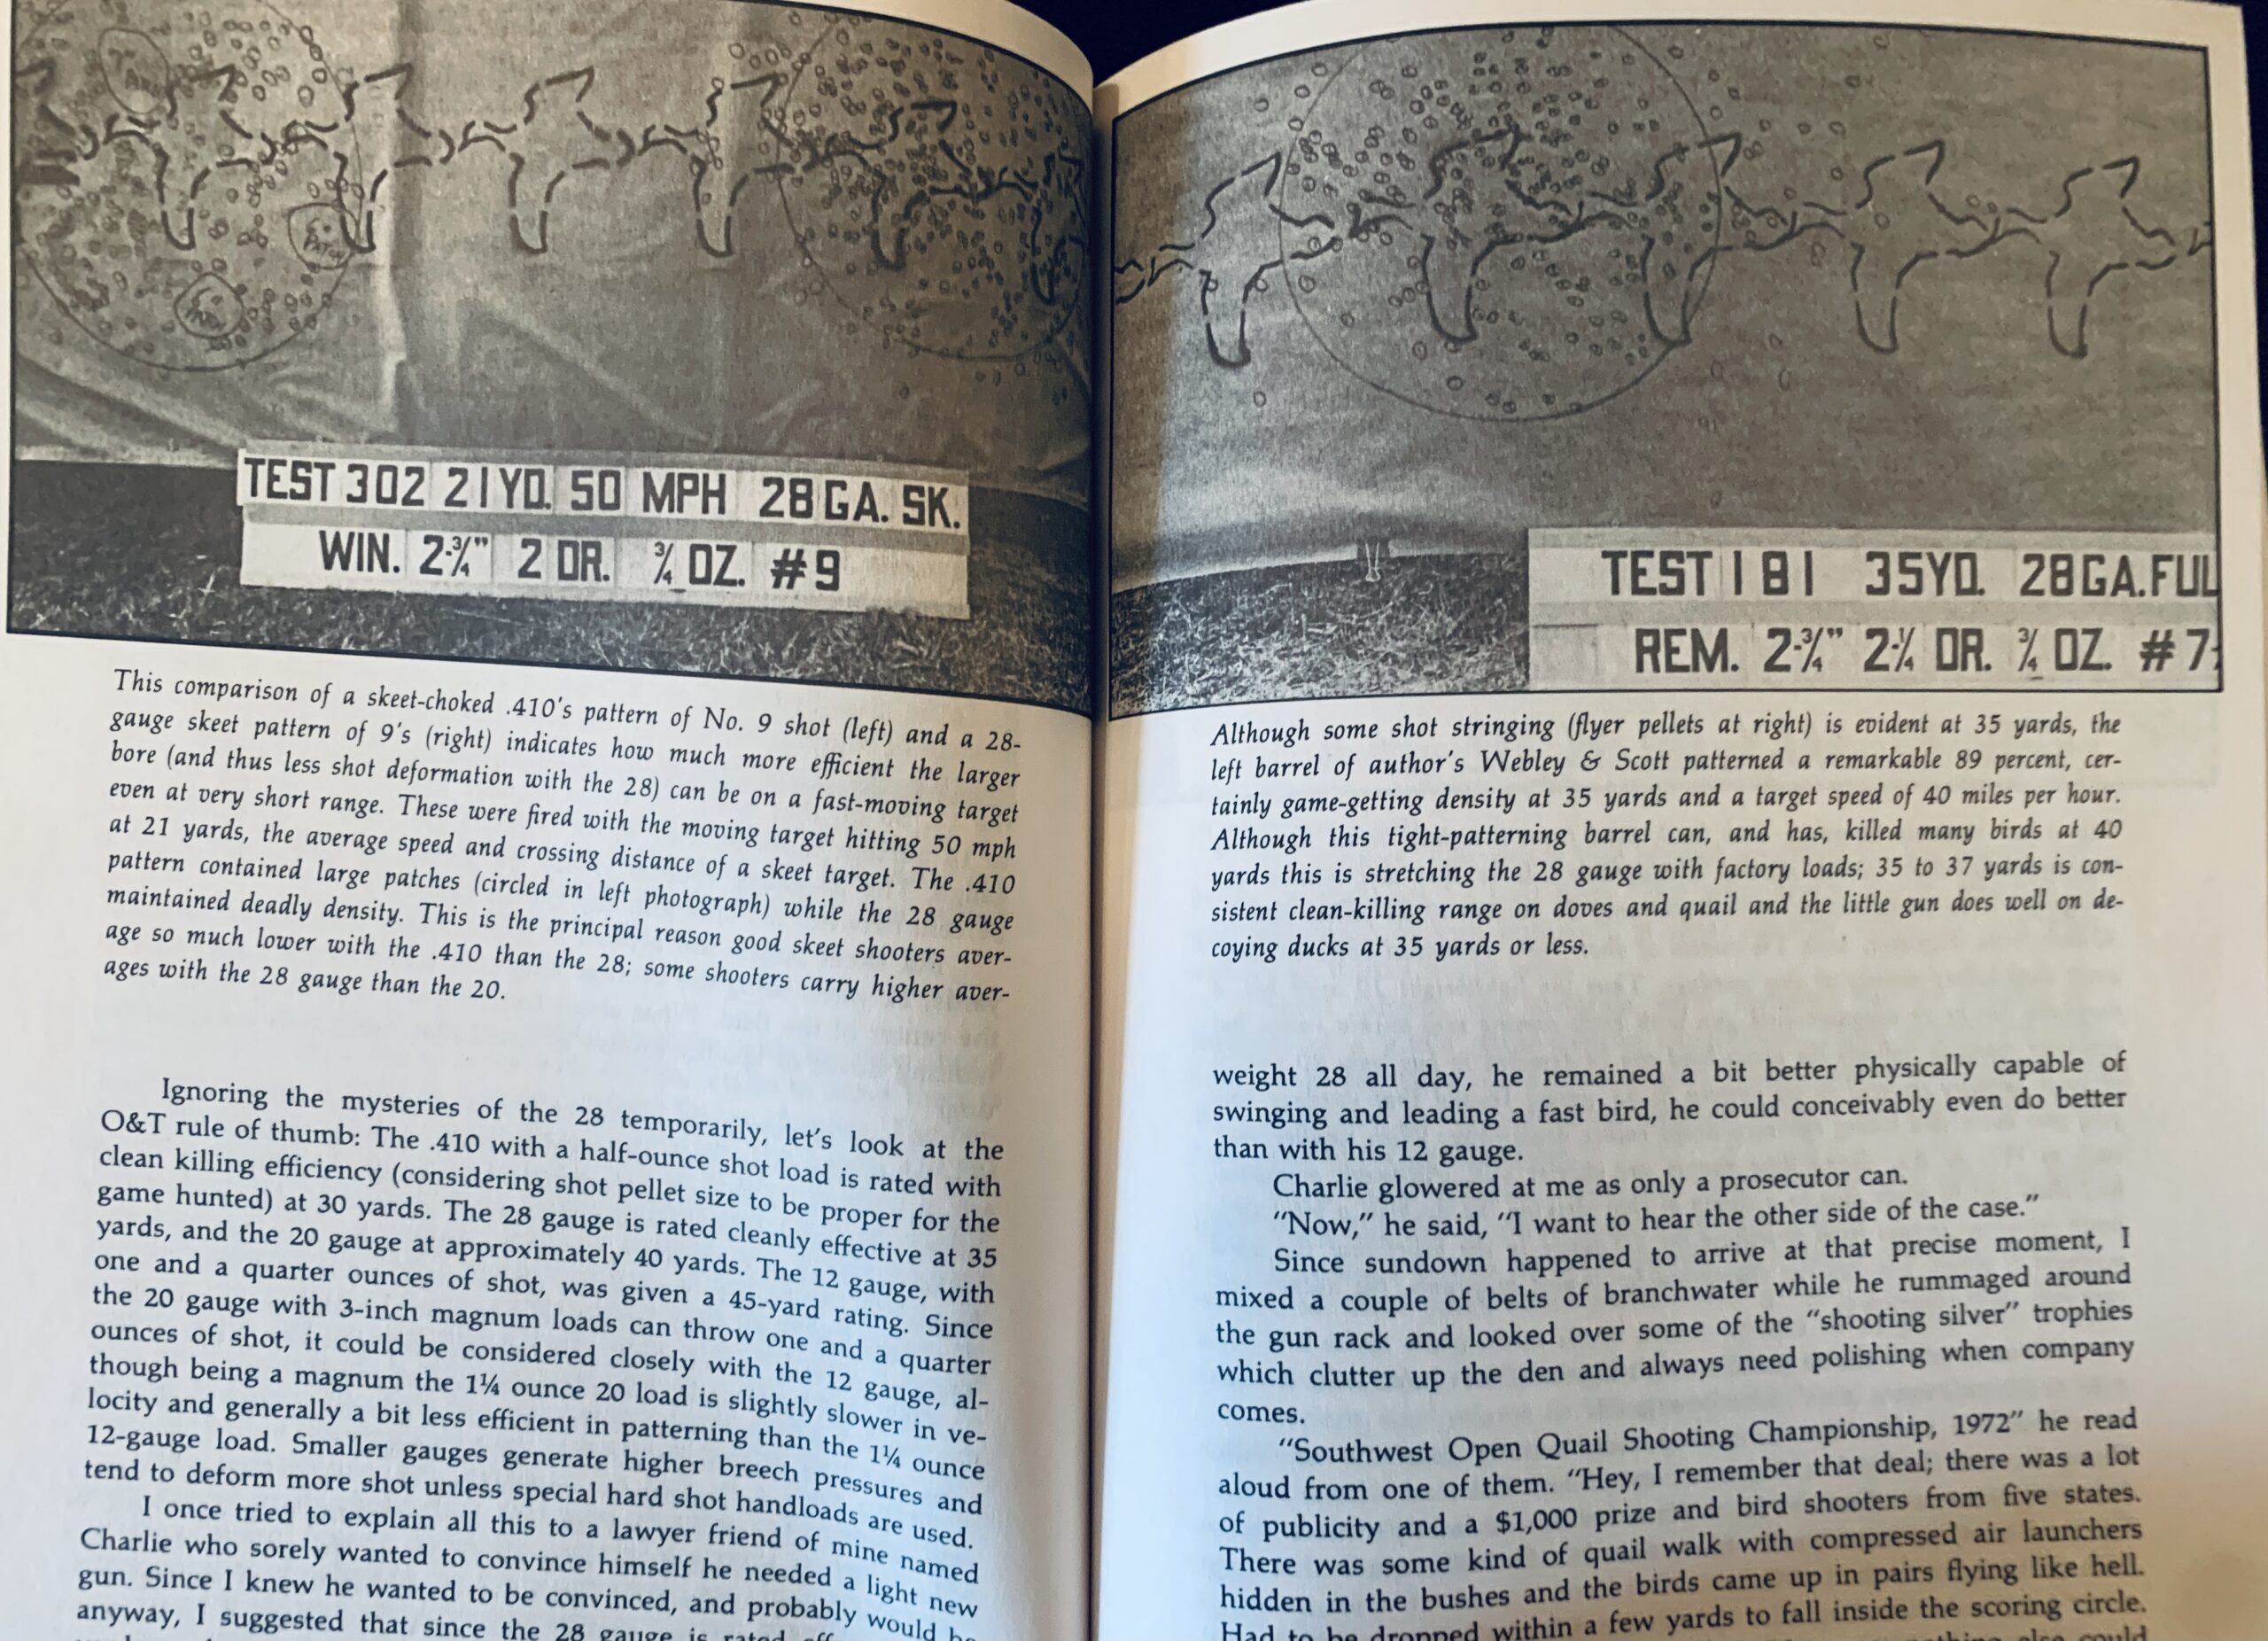 TEST 302 21YD. 50 MPH 28GA. SK.
WIN. 2-3/4" 2 DR. 3/4 OZ. #9
This comparison of a skeet-choked .410's pattern of No. 9 shot (left) and a 28-
gauge skeet pattern of 9's (right) indicates how much more efficient the larger
bore (and thus less shot deformation with the 28) can be on a fast-moving target
even at very short range. These were fired with the moving target hitting 50 mph
at 21 yards, the average speed and crossing distance of a skeet target. The .410
pattern contained large patches (circled in left photograph) while the 28 gauge
maintained deadly density. This is the principal reason good skeet shooters aver-
age so much lower with the .410 than the 28; some shooters carry higher aver-
ages with the 28 gauge than the 20.
Ignoring the mysteries of the 28 temporarily, let's look at the
O&T rule of thumb: The .410 with a half-ounce shot load is rated with
clean killing efficiency (considering shot pellet size to be proper for the
game hunted) at 30 yards. The 28 gauge is rated cleanly effective at 35
yards, and the 20 gauge at approximately 40 yards. The 12 gauge, with
one and a quarter ounces of shot, was given a 45-yard rating. Since
the 20 gauge with 3-inch magnum loads can throw one and a quarter
ounces of shot, it could be considered closely with the 12 gauge, al-
though being a magnum the 1¼ ounce 20 load is slightly slower in ve-
locity and generally a bit less efficient in patterning than the 1¼ ounce
12-gauge load. Smaller gauges generate higher breech pressures and
tend to deform more shot unless special hard shot handloads are used.
I once tried to explain all this to a lawyer friend of mine named
Charlie who sorely wanted to convince himself he needed a light new
gun. Since I knew he wanted to be convinced, and probably would be
anyway, I suggested that since the 28 gauge is rated
TEST 181 35YD. 28GA.FUL
REM. 2-3/4" 2-1/4 DR. 3/4 OZ. #7
Although some shot stringing (flyer pellets at right) is evident at 35 yards, the
left barrel of author's Webley & Scott patterned a remarkable 89 percent, cer-
tainly game-getting density at 35 yards and a target speed of 40 miles per hour.
Although this tight-patterning barrel can, and has, killed many birds at 40
yards this is stretching the 28 gauge with factory loads; 35 to 37 yards is con-
sistent clean-killing range on doves and quail and the little gun does well on de-
coying ducks at 35 yards or less.
weight 28 all day, he remained a bit better physically capable of
swinging and leading a fast bird, he could conceivably even do better
than with his 12 gauge.
Charlie glowered at me as only a prosecutor can.
"Now," he said, "I want to hear the other side of the case."
Since sundown happened to arrive at that precise moment, I
mixed a couple of belts of branchwater while he rummaged around
the gun rack and looked over some of the "shooting silver" trophies
which clutter up the den and always need polishing when company
comes.
"Southwest Open Quail Shooting Championship, 1972" he read
aloud from one of them. "Hey, I remember that deal; there was a lot
of publicity and a $1,000 prize and bird shooters from five states.
There was some kind of quail walk with compressed air launchers
hidden in the bushes and the birds came up in pairs flying like hell.
Had to be dropped within a few yards to fall inside the scoring circle.